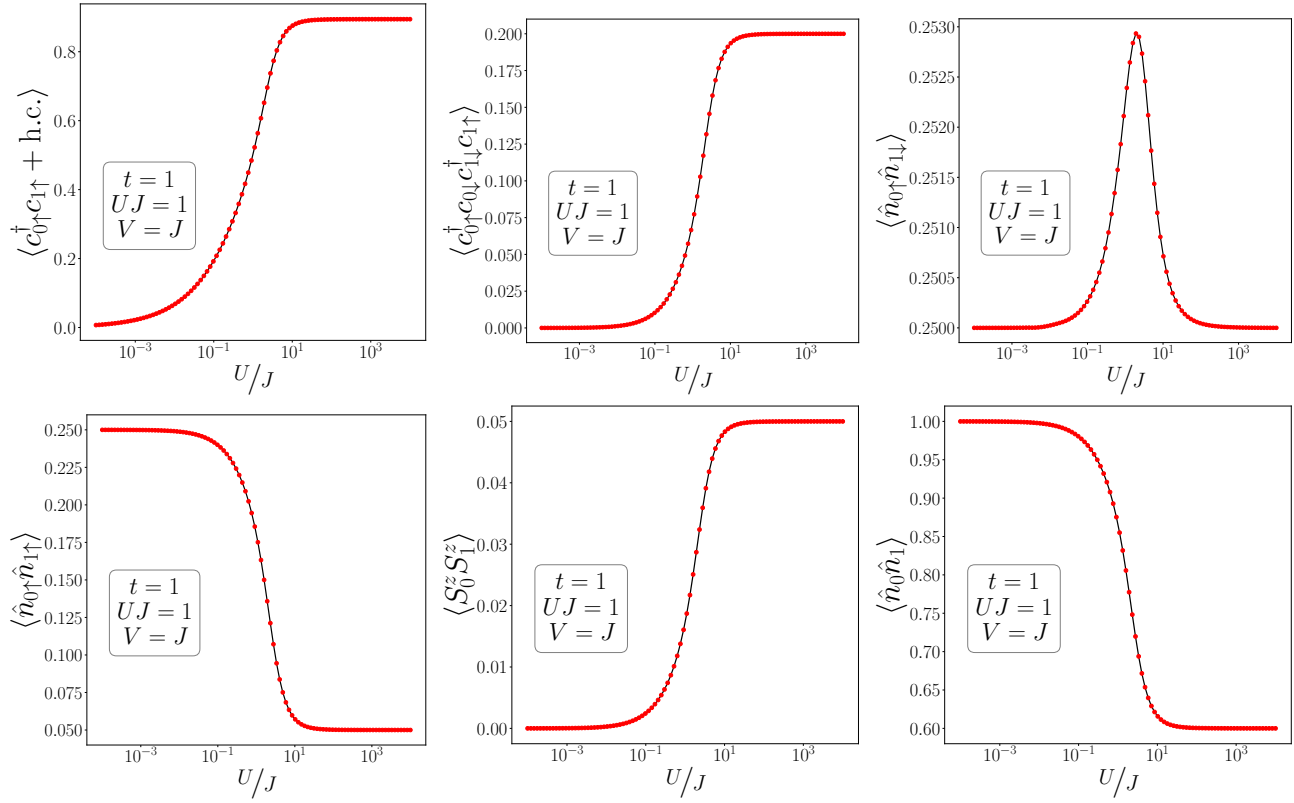 ⟨c†0↑c1↑ + h.c.⟩
0.8
0.6
0.4
0.2
0.0
t = 1
UJ = 1
V = J
10⁻³ 10⁻¹ 10¹ 10³
U/J
⟨c†0↑c0↓c†1↓c1↑⟩
0.200
0.175
0.150
0.125
0.100
0.075
0.050
0.025
0.000
t = 1
UJ = 1
V = J
10⁻³ 10⁻¹ 10¹ 10³
U/J
⟨n̂0↑n̂1↓⟩
0.2530
0.2525
0.2520
0.2515
0.2510
0.2505
0.2500
t = 1
UJ = 1
V = J
10⁻³ 10⁻¹ 10¹ 10³
U/J
⟨n̂0↑n̂1↑⟩
0.250
0.225
0.200
0.175
0.150
0.125
0.100
0.075
0.050
t = 1
UJ = 1
V = J
10⁻³ 10⁻¹ 10¹ 10³
U/J
⟨Sᶻ0Sᶻ1⟩
0.05
0.04
0.03
0.02
0.01
0.00
t = 1
UJ = 1
V = J
10⁻³ 10⁻¹ 10¹ 10³
U/J
⟨n̂0n̂1⟩
1.00
0.95
0.90
0.85
0.80
0.75
0.70
0.65
0.60
t = 1
UJ = 1
V = J
10⁻³ 10⁻¹ 10¹ 10³
U/J